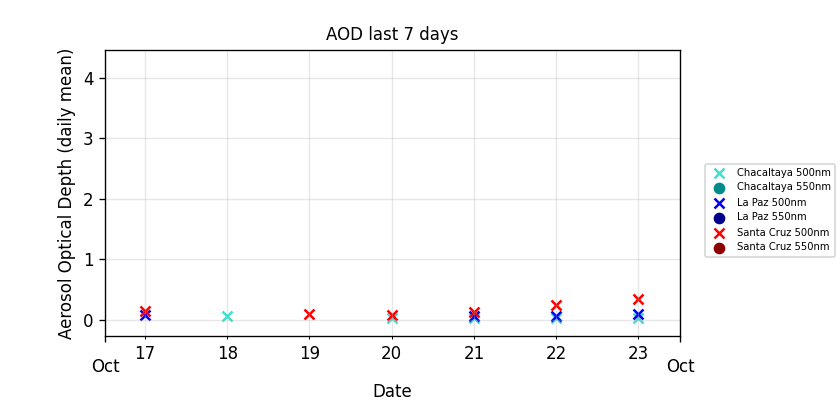 AOD last 7 days
Aerosol Optical Depth (daily mean)
4
3
2
1
0
17 18 19 20 21 22 23
Oct Oct
Date
Chacaltaya 500nm
Chacaltaya 550nm
La Paz 500nm
La Paz 550nm
Santa Cruz 500nm
Santa Cruz 550nm